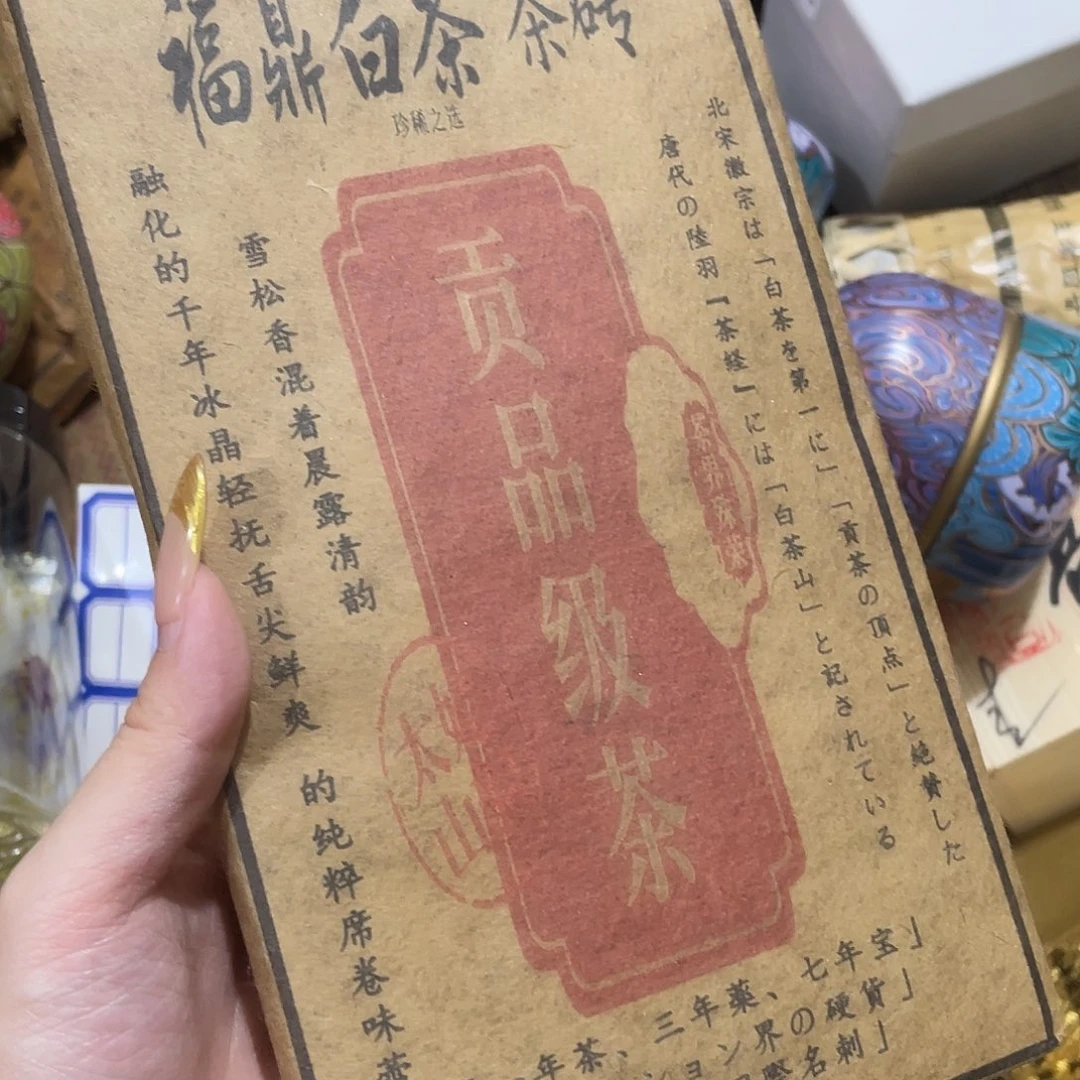 福鼎白茶 茶砖
珍稀之选
北宋徽宗は「白茶を第一に」「貢茶の頂点」と絶賛した
唐代の陸羽『茶経』には「白茶山」と記されている
贡品级茶
太姥山
雪松香混着晨露清韵
融化的千年冰晶轻抚舌尖鲜爽
的纯粹席卷味蕾
年茶、三年薬、七年宝」
ョン界の硬貨」
際名刺」